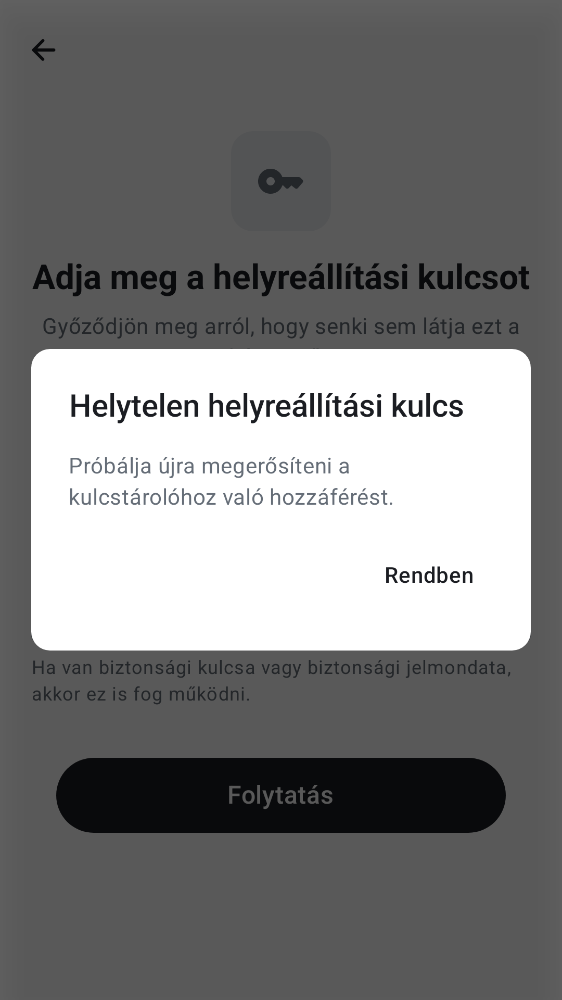 Adja meg a helyreállítási kulcsot
Győződjön meg arról, hogy senki sem látja ezt a
Helytelen helyreállítási kulcs
Próbálja újra megerősíteni a
kulcstárolóhoz való hozzáférést.
Rendben
Ha van biztonsági kulcsa vagy biztonsági jelmondata,
akkor ez is fog működni.
Folytatás